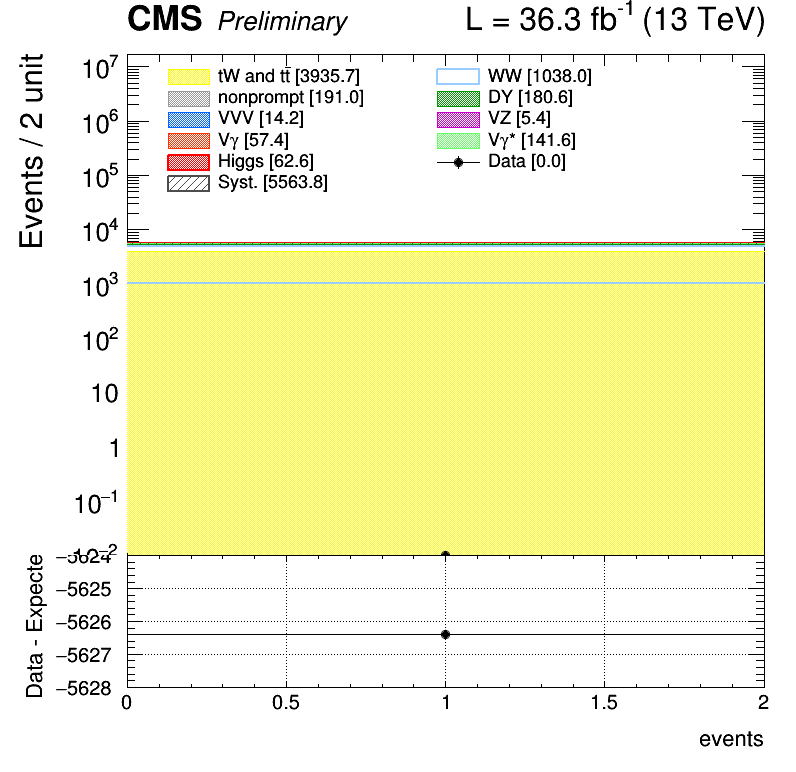 CMS Preliminary L = 36.3 fb⁻¹ (13 TeV)
Events / 2 unit
10⁷
10⁶
10⁵
10⁴
10³
10²
10
1
10⁻¹
10⁻²
tW and tt̄ [3935.7]
nonprompt [191.0]
VVV [14.2]
Vγ [57.4]
Higgs [62.6]
Syst. [5563.8]
WW [1038.0]
DY [180.6]
VZ [5.4]
Vγ* [141.6]
Data [0.0]
Data - Expecte
−5624
−5625
−5626
−5627
−5628
0 0.5 1 1.5 2
events